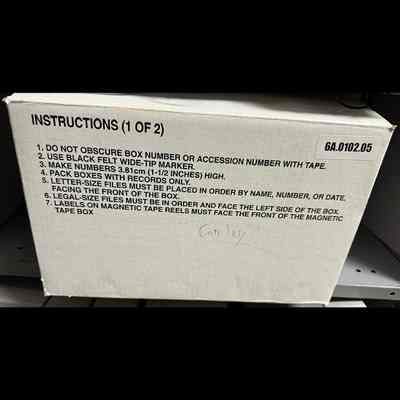 INSTRUCTIONS (1 OF 2)
6A.0102.05
1. DO NOT OBSCURE BOX NUMBER OR ACCESSION NUMBER WITH TAPE.
2. USE BLACK FELT WIDE-TIP MARKER.
3. MAKE NUMBERS 3.81cm (1-1/2 INCHES) HIGH.
4. PACK BOXES WITH RECORDS ONLY.
5. LETTER-SIZE FILES MUST BE PLACED IN ORDER BY NAME, NUMBER, OR DATE,
FACING THE FRONT OF THE BOX.
6. LEGAL-SIZE FILES MUST BE IN ORDER AND FACE THE LEFT SIDE OF THE BOX.
7. LABELS ON MAGNETIC TAPE REELS MUST FACE THE FRONT OF THE MAGNETIC
TAPE BOX